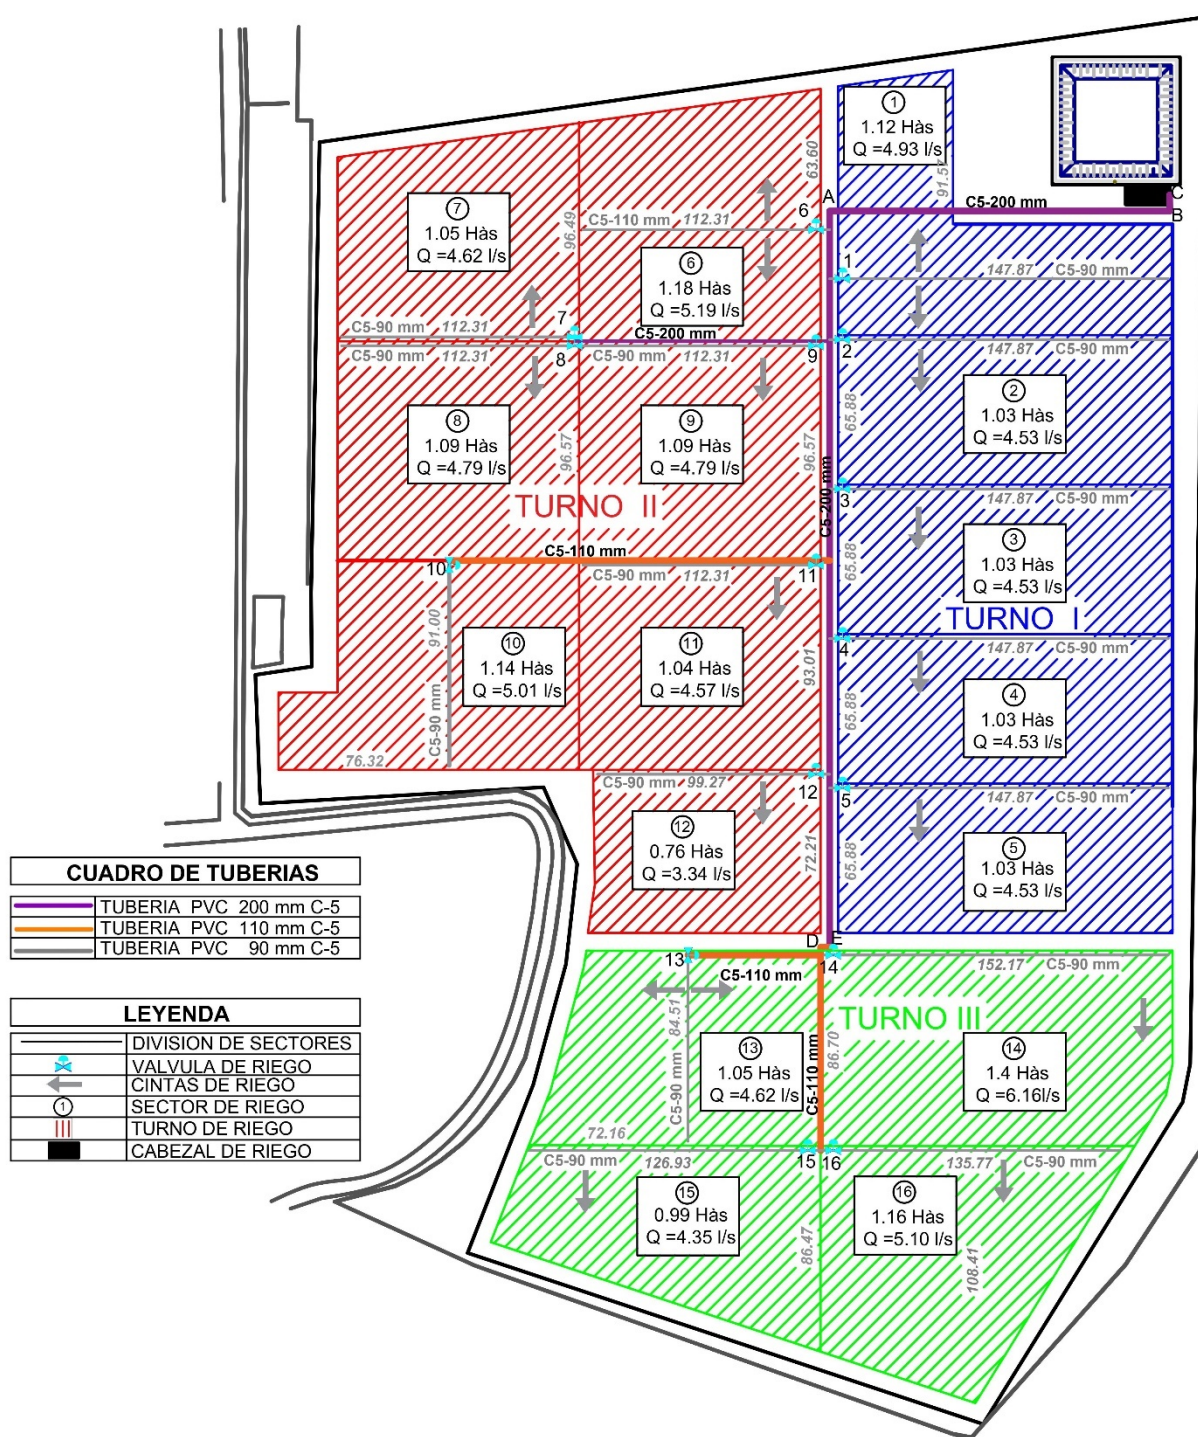 1
1.12 Hàs
Q =4.93 l/s
91.57
63.60
A
C5-200 mm
C
B
6
C5-110 mm 112.31
7
1.05 Hàs
Q =4.62 l/s
96.49
6
1.18 Hàs
Q =5.19 l/s
1
147.87 C5-90 mm
7
C5-90 mm 112.31
C5-200 mm
C5-90 mm 112.31
8
C5-90 mm 112.31
9
2
147.87 C5-90 mm
8
1.09 Hàs
Q =4.79 l/s
96.57
9
1.09 Hàs
Q =4.79 l/s
96.57
65.88
2
1.03 Hàs
Q =4.53 l/s
C5-200 mm
TURNO II
3
147.87 C5-90 mm
C5-110 mm
10
C5-90 mm 112.31
11
65.88
3
1.03 Hàs
Q =4.53 l/s
TURNO I
91.00
10
1.14 Hàs
Q =5.01 l/s
11
1.04 Hàs
Q =4.57 l/s
93.01
4
147.87 C5-90 mm
C5-90 mm
76.32
65.88
4
1.03 Hàs
Q =4.53 l/s
C5-90 mm 99.27
12
5
147.87 C5-90 mm
12
0.76 Hàs
Q =3.34 l/s
72.21
65.88
5
1.03 Hàs
Q =4.53 l/s
CUADRO DE TUBERIAS
TUBERIA PVC 200 mm C-5
TUBERIA PVC 110 mm C-5
TUBERIA PVC 90 mm C-5
D E
13
C5-110 mm
14
152.17 C5-90 mm
84.51
TURNO III
C5-90 mm
13
1.05 Hàs
Q =4.62 l/s
C5-110 mm
86.70
14
1.4 Hàs
Q =6.16l/s
LEYENDA
DIVISION DE SECTORES
VALVULA DE RIEGO
CINTAS DE RIEGO
1
SECTOR DE RIEGO
TURNO DE RIEGO
CABEZAL DE RIEGO
72.16
C5-90 mm
126.93
15
16
135.77 C5-90 mm
15
0.99 Hàs
Q =4.35 l/s
86.47
16
1.16 Hàs
Q =5.10 l/s
108.41